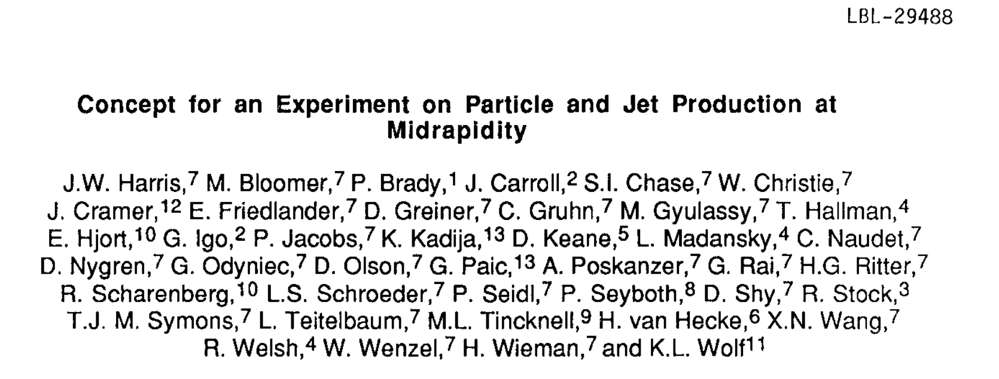 LBL-29488
Concept for an Experiment on Particle and Jet Production at
Midrapidity
J.W. Harris,7 M. Bloomer,7 P. Brady,1 J. Carroll,2 S.I. Chase,7 W. Christie,7
J. Cramer,12 E. Friedlander,7 D. Greiner,7 C. Gruhn,7 M. Gyulassy,7 T. Hallman,4
E. Hjort,10 G. Igo,2 P. Jacobs,7 K. Kadija,13 D. Keane,5 L. Madansky,4 C. Naudet,7
D. Nygren,7 G. Odyniec,7 D. Olson,7 G. Paic,13 A. Poskanzer,7 G. Rai,7 H.G. Ritter,7
R. Scharenberg,10 L.S. Schroeder,7 P. Seidl,7 P. Seyboth,8 D. Shy,7 R. Stock,3
T.J. M. Symons,7 L. Teitelbaum,7 M.L. Tincknell,9 H. van Hecke,6 X.N. Wang,7
R. Welsh,4 W. Wenzel,7 H. Wieman,7 and K.L. Wolf11